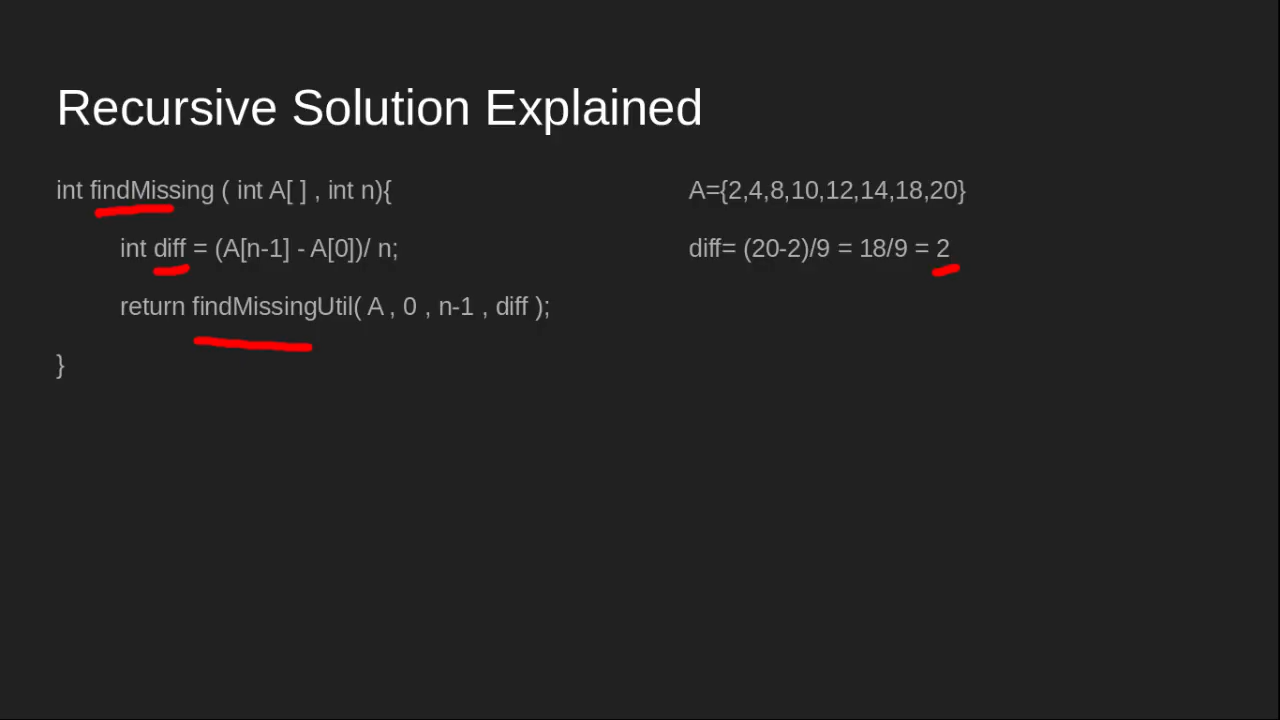 Recursive Solution Explained
int findMissing ( int A[ ] , int n){
int diff = (A[n-1] - A[0])/ n;
return findMissingUtil( A , 0 , n-1 , diff );
}
A={2,4,8,10,12,14,18,20}
diff= (20-2)/9 = 18/9 = 2